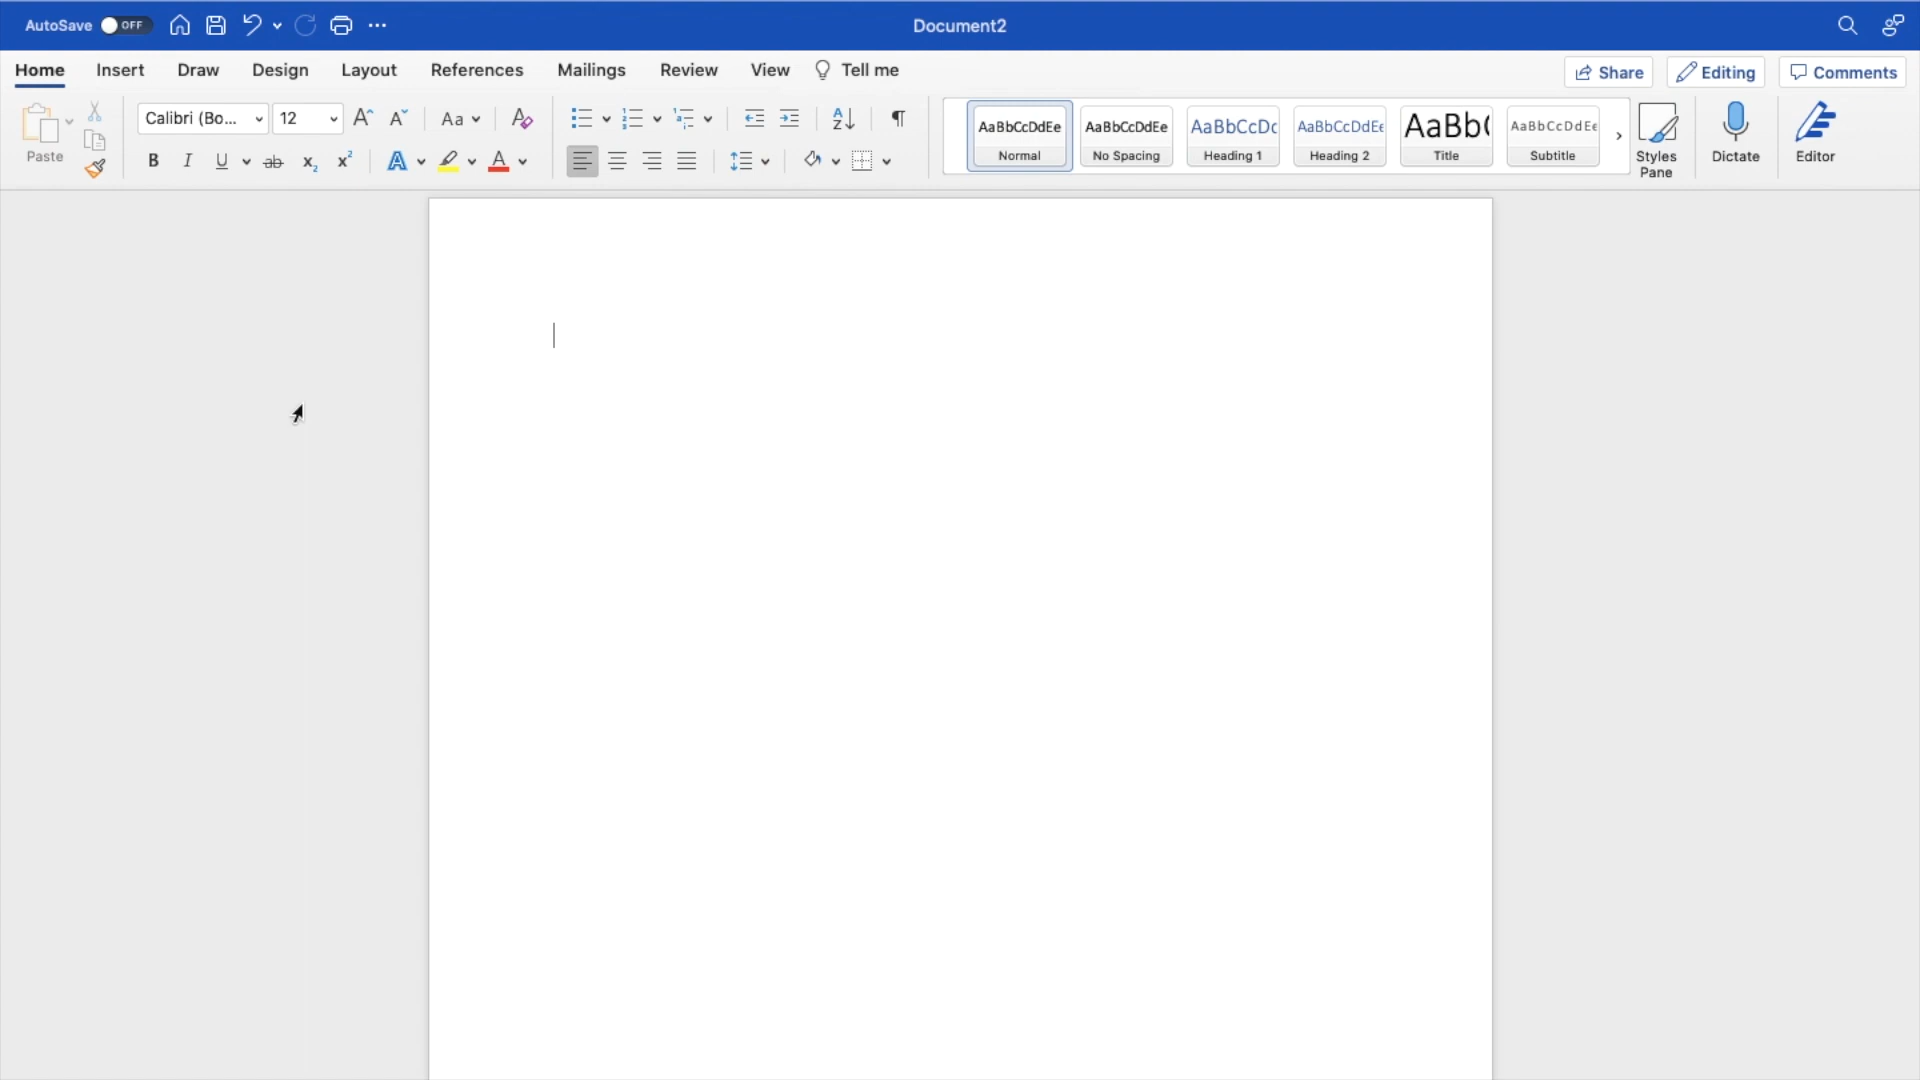 AutoSave OFF Document2
Home Insert Draw Design Layout References Mailings Review View Tell me Share Editing Comments
Paste Calibri (Bo... 12 Aa
AaBbCcDdEe AaBbCcDdEe AaBbCcDc AaBbCcDdEe AaBb( AaBbCcDdEe
Normal No Spacing Heading 1 Heading 2 Title Subtitle
Styles Pane Dictate Editor